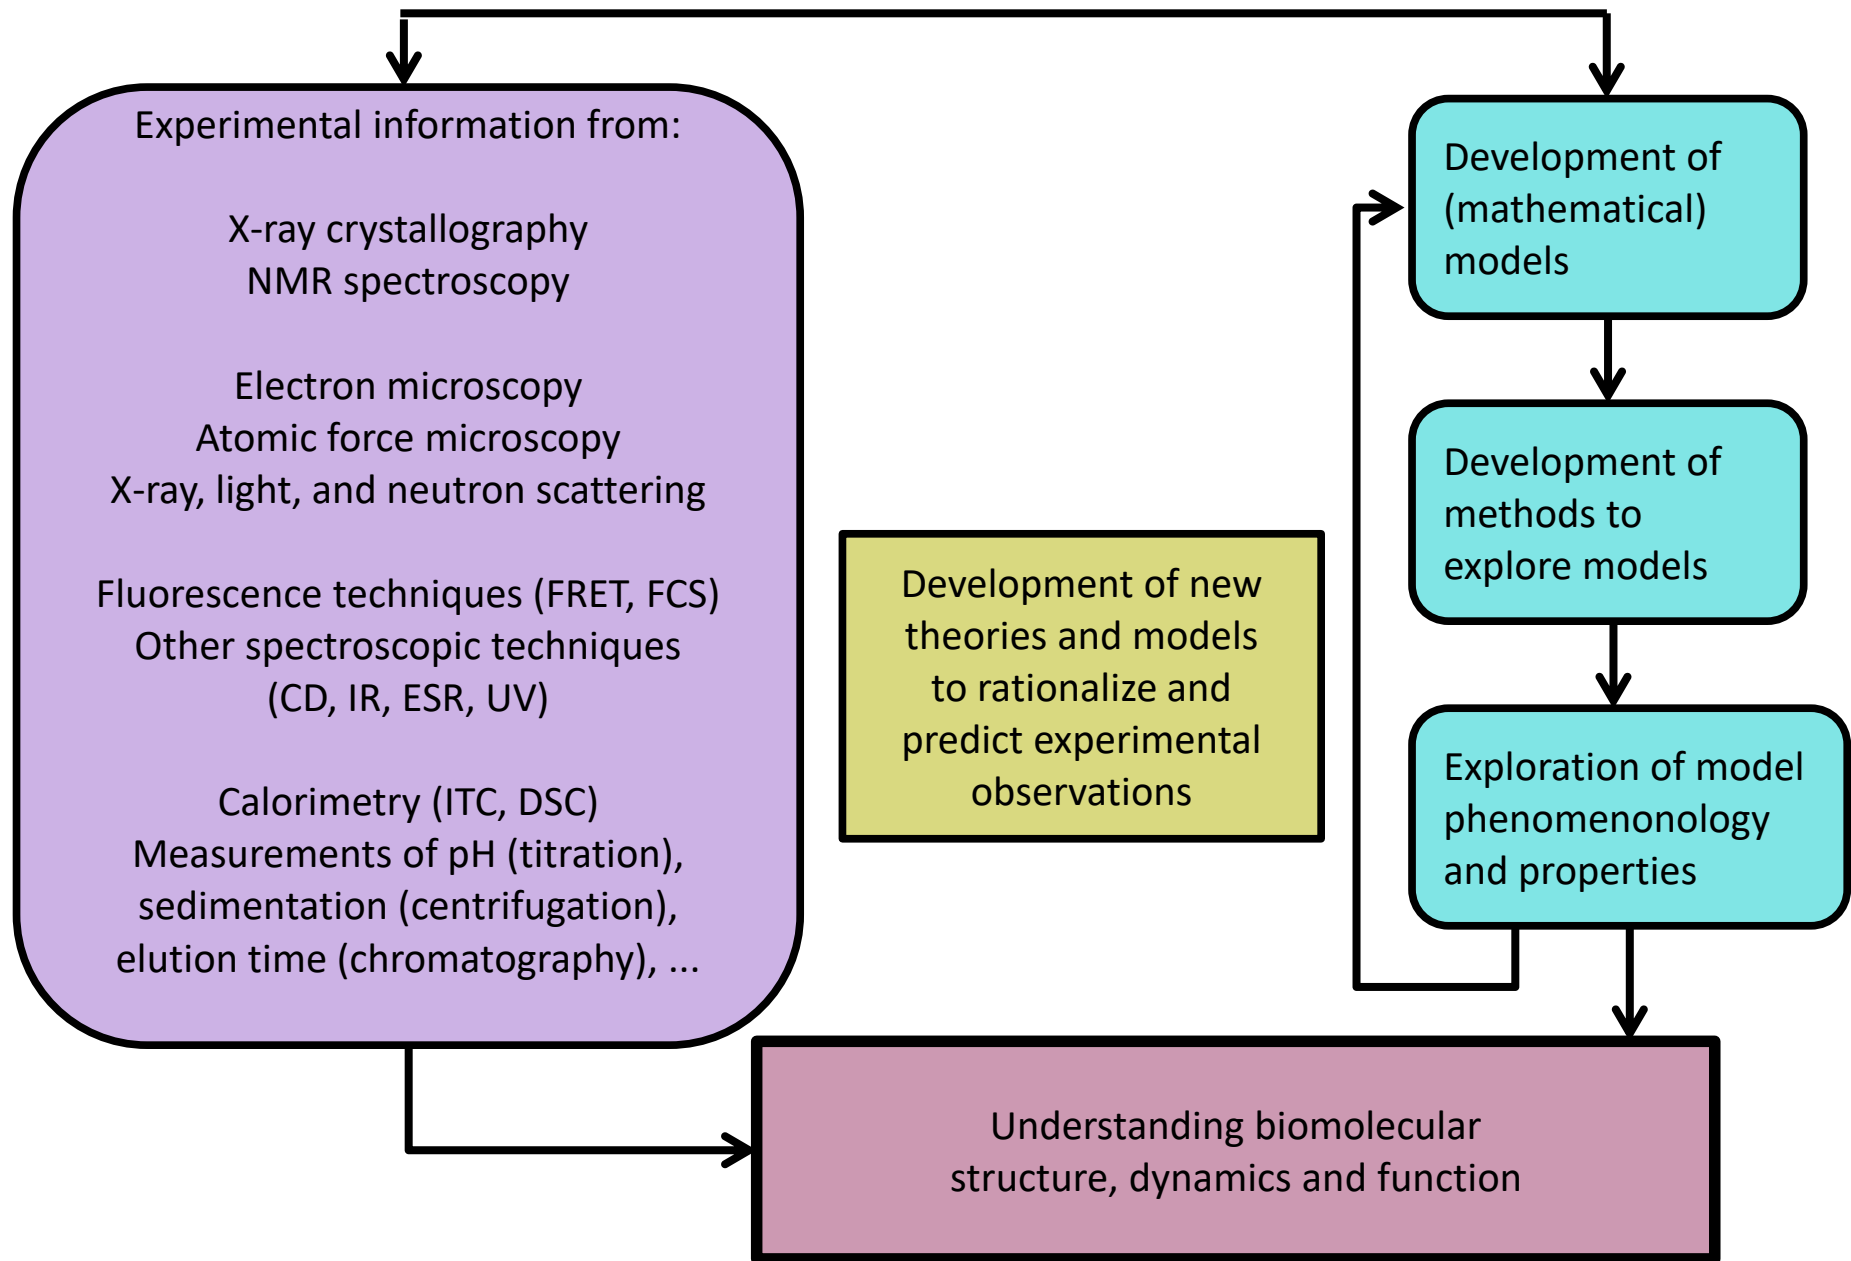 Experimental information from:
X-ray crystallography
NMR spectroscopy
Electron microscopy
Atomic force microscopy
X-ray, light, and neutron scattering
Fluorescence techniques (FRET, FCS)
Other spectroscopic techniques
(CD, IR, ESR, UV)
Calorimetry (ITC, DSC)
Measurements of pH (titration),
sedimentation (centrifugation),
elution time (chromatography), ...
Development of new
theories and models
to rationalize and
predict experimental
observations
Development of
(mathematical)
models
Development of
methods to
explore models
Exploration of model
phenomenonology
and properties
Understanding biomolecular
structure, dynamics and function